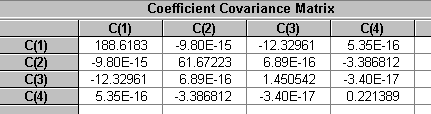 Coefficient Covariance Matrix
C(1) C(2) C(3) C(4)
C(1) 188.6183 -9.80E-15 -12.32961 5.35E-16
C(2) -9.80E-15 61.67223 6.89E-16 -3.386812
C(3) -12.32961 6.89E-16 1.450542 -3.40E-17
C(4) 5.35E-16 -3.386812 -3.40E-17 0.221389